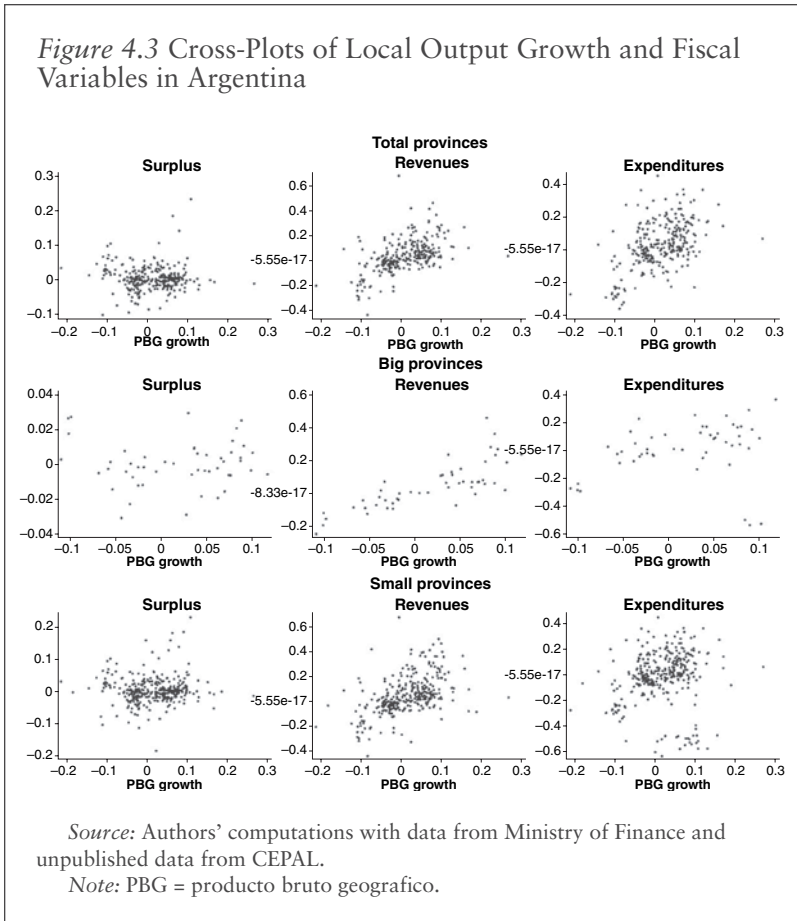 Figure 4.3 Cross-Plots of Local Output Growth and Fiscal
Variables in Argentina
Total provinces
Surplus
0.3
0.2
0.1
0
–0.1
–0.2 –0.1 0 0.1 0.2 0.3
PBG growth
Revenues
0.6
0.4
0.2
-5.55e-17
–0.2
–0.4
–0.2 –0.1 0 0.1 0.2 0.3
PBG growth
Expenditures
0.4
0.2
-5.55e-17
–0.2
–0.4
–0.2 –0.1 0 0.1 0.2 0.3
PBG growth
Big provinces
Surplus
0.04
0.02
0
–0.02
–0.04
–0.1 –0.05 0 0.05 0.1
PBG growth
Revenues
0.6
0.4
0.2
-8.33e-17
–0.2
–0.1 –0.05 0 0.05 0.1
PBG growth
Expenditures
0.4
0.2
-5.55e-17
–0.2
–0.4
–0.6
–0.1 –0.05 0 0.05 0.1
PBG growth
Small provinces
Surplus
0.2
0.1
0
–0.1
–0.2
–0.2 –0.1 0 0.1 0.2 0.3
PBG growth
Revenues
0.6
0.4
0.2
-5.55e-17
–0.2
–0.4
–0.2 –0.1 0 0.1 0.2 0.3
PBG growth
Expenditures
0.4
0.2
-5.55e-17
–0.2
–0.4
–0.6
–0.2 –0.1 0 0.1 0.2 0.3
PBG growth
Source: Authors’ computations with data from Ministry of Finance and
unpublished data from CEPAL.
Note: PBG = producto bruto geografico.